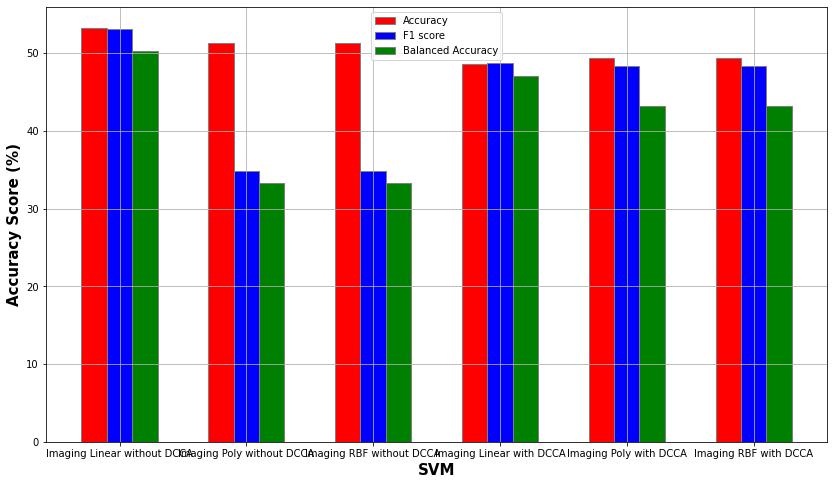 Accuracy
F1 score
Balanced Accuracy
Accuracy Score (%)
50
40
30
20
10
0
Imaging Linear without DCCA Imaging Poly without DCCA Imaging RBF without DCCA Imaging Linear with DCCA Imaging Poly with DCCA Imaging RBF with DCCA
SVM